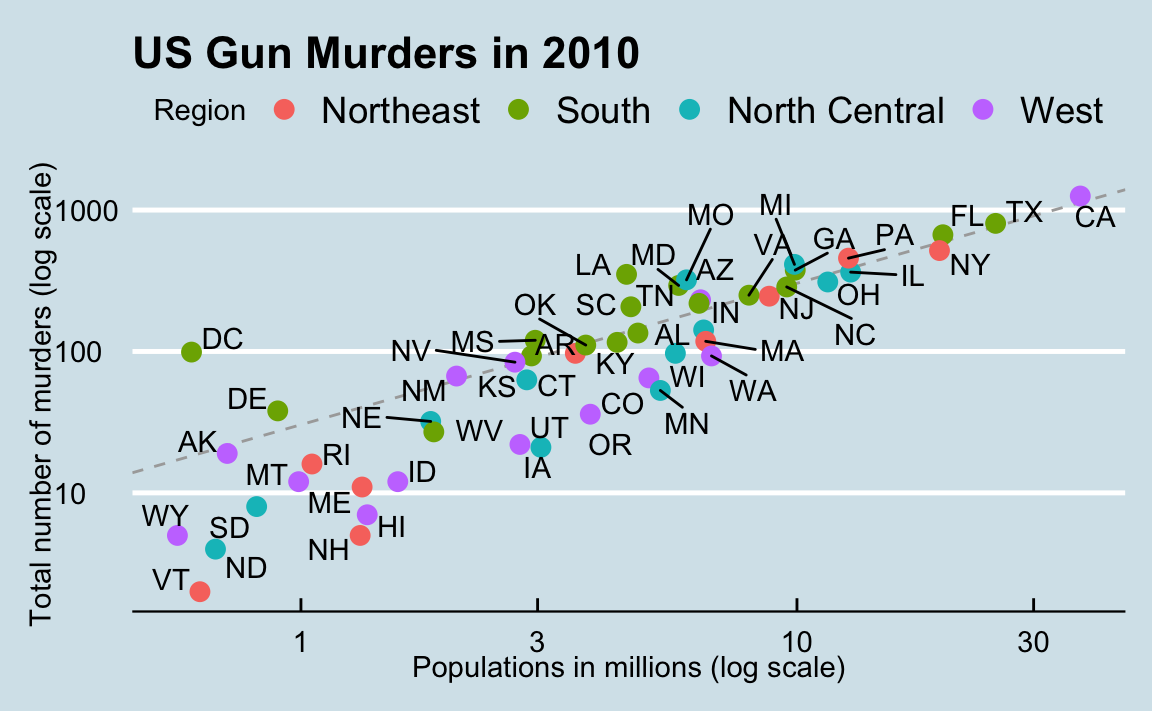 US Gun Murders in 2010
Region Northeast South North Central West
Total number of murders (log scale)
1000
100
10
MO
MI
FL
TX
CA
VA
GA
PA
NY
LA
MD
AZ
IL
SC
TN
OH
OK
IN
NJ
NC
DC
MS
AR
AL
NV
KY
MA
NM
KS
CT
WI
WA
DE
NE
CO
MN
AK
WV
UT
OR
RI
IA
MT
ID
ME
WY
SD
HI
NH
VT
ND
1
3
10
30
Populations in millions (log scale)